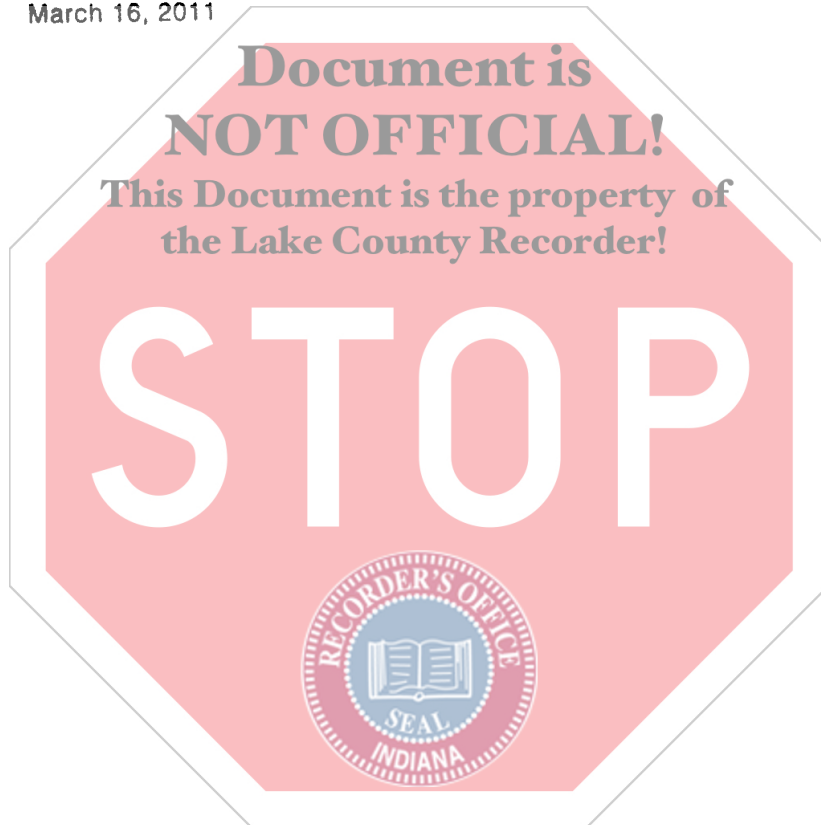 March 16, 2011
Document is
NOT OFFICIAL!
This Document is the property of
the Lake County Recorder!
STOP
RECORDER'S OFFICE
SEAL
INDIANA